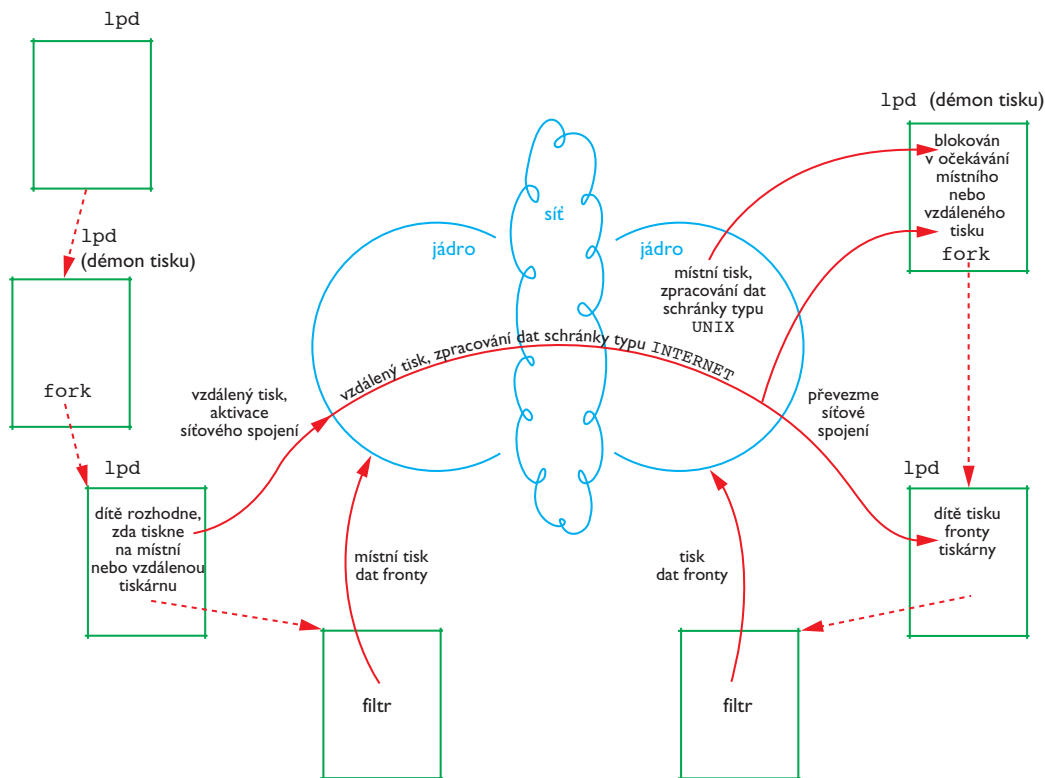 lpd
lpd
(démon tisku)
fork
lpd
dítě rozhodne,
zda tiskne
na místní
nebo vzdálenou
tiskárnu
vzdálený tisk,
aktivace
síťového spojení
jádro
síť
jádro
místní tisk,
zpracování dat
schránky typu
UNIX
vzdálený tisk, zpracování dat schránky typu INTERNET
místní tisk
dat fronty
filtr
tisk
dat fronty
filtr
lpd (démon tisku)
blokován
v očekávání
místního
nebo
vzdáleného
tisku
fork
převezme
síťové
spojení
lpd
dítě tisku
fronty
tiskárny